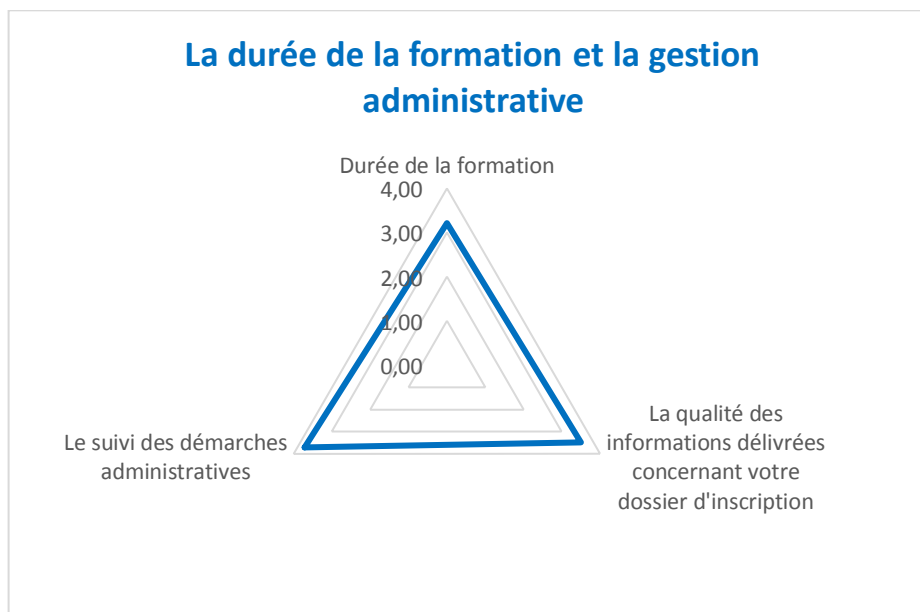 La durée de la formation et la gestion
administrative
Durée de la formation
4,00
3,00
2,00
1,00
0,00
La qualité des
informations délivrées
concernant votre
dossier d'inscription
Le suivi des démarches
administratives